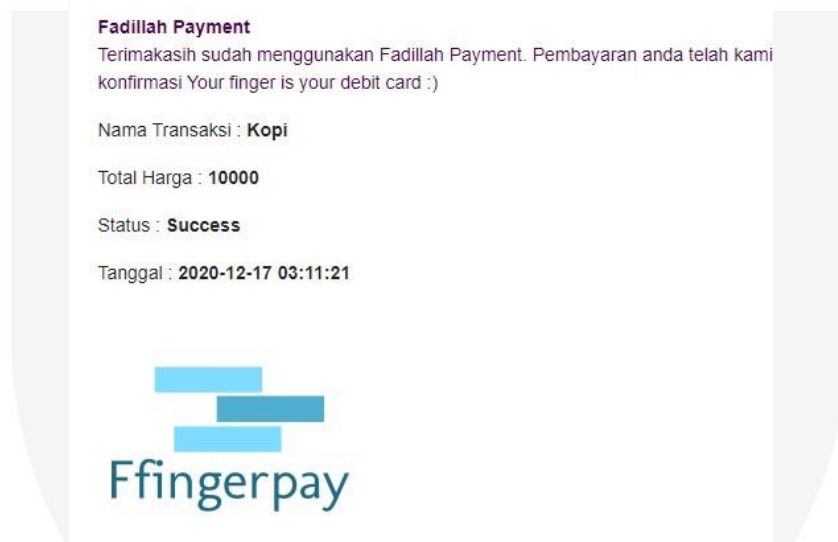 Fadillah Payment
Terimakasih sudah menggunakan Fadillah Payment. Pembayaran anda telah kami
konfirmasi Your finger is your debit card :)
Nama Transaksi : Kopi
Total Harga : 10000
Status : Success
Tanggal : 2020-12-17 03:11:21
Ffingerpay